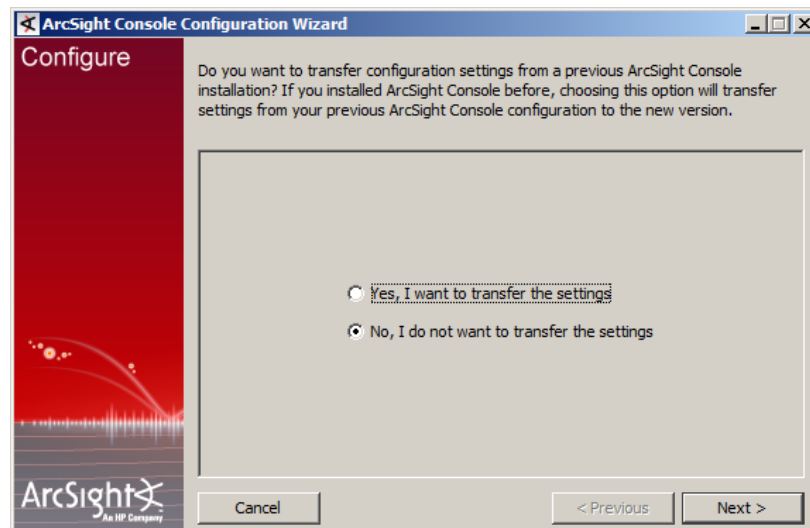 ArcSight Console Configuration Wizard
Configure
Do you want to transfer configuration settings from a previous ArcSight Console
installation? If you installed ArcSight Console before, choosing this option will transfer
settings from your previous ArcSight Console configuration to the new version.
Yes, I want to transfer the settings
No, I do not want to transfer the settings
ArcSight
An HP Company
Cancel
< Previous
Next >